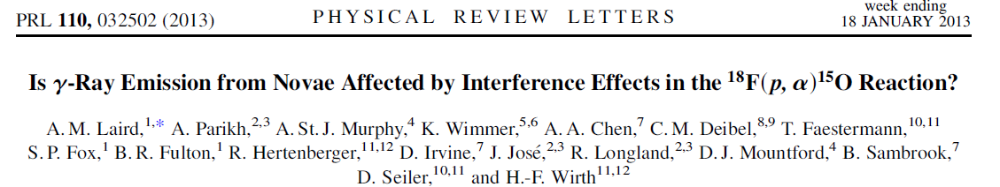 PRL 110, 032502 (2013) PHYSICAL REVIEW LETTERS week ending 18 JANUARY 2013
Is γ-Ray Emission from Novae Affected by Interference Effects in the ¹⁸F(p, α)¹⁵O Reaction?
A. M. Laird,¹,* A. Parikh,²,³ A. St. J. Murphy,⁴ K. Wimmer,⁵,⁶ A. A. Chen,⁷ C. M. Deibel,⁸,⁹ T. Faestermann,¹⁰,¹¹
S. P. Fox,¹ B. R. Fulton,¹ R. Hertenberger,¹¹,¹² D. Irvine,⁷ J. José,²,³ R. Longland,²,³ D. J. Mountford,⁴ B. Sambrook,⁷
D. Seiler,¹⁰,¹¹ and H.-F. Wirth¹¹,¹²